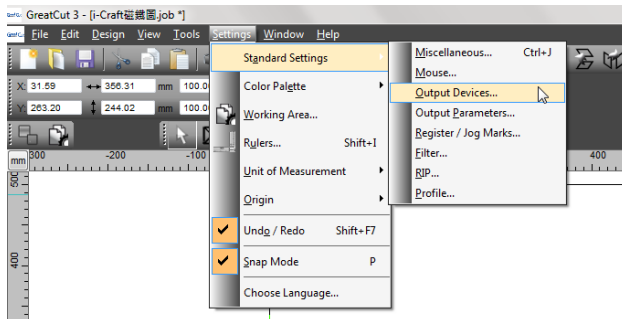 GreatCut 3 - [i-Craft磁鐵圖.job *]
File Edit Design View Tools Settings Window Help
Standard Settings
Color Palette
Working Area...
Rulers... Shift+I
Unit of Measurement
Origin
Undo / Redo Shift+F7
Snap Mode P
Choose Language...
Miscellaneous... Ctrl+J
Mouse...
Output Devices...
Output Parameters...
Register / Jog Marks...
Filter...
RIP...
Profile...
X: 31.59 356.31 mm 100.0
Y: 263.20 244.02 mm 100.0
mm 300 -200 -100 400
500
400